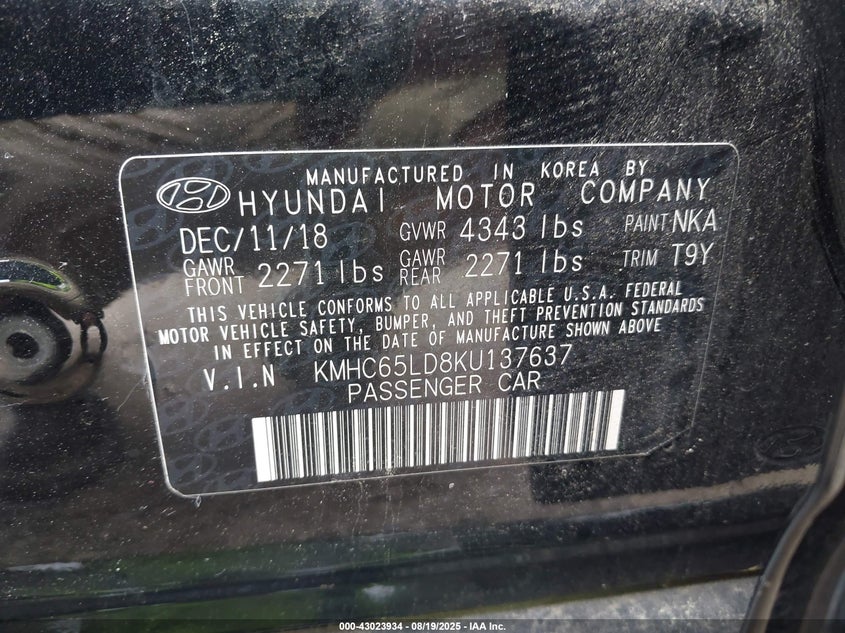 MANUFACTURED IN KOREA BY
HYUNDAI MOTOR COMPANY
DEC/11/18 GVWR 4343 lbs PAINT NKA
GAWR FRONT 2271 lbs GAWR REAR 2271 lbs TRIM T9Y
THIS VEHICLE CONFORMS TO ALL APPLICABLE U.S.A. FEDERAL
MOTOR VEHICLE SAFETY, BUMPER, AND THEFT PREVENTION STANDARDS
IN EFFECT ON THE DATE OF MANUFACTURE SHOWN ABOVE
V.I.N KMHC65LD8KU137637
PASSENGER CAR
000-43023934 - 08/19/2025 - IAA Inc.